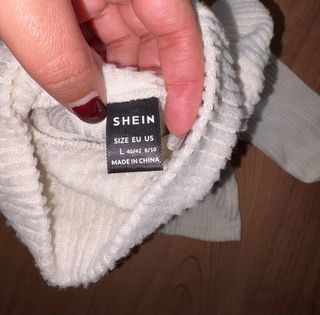 SHEIN
SIZE EU US
L 40/42 8/10
MADE IN CHINA